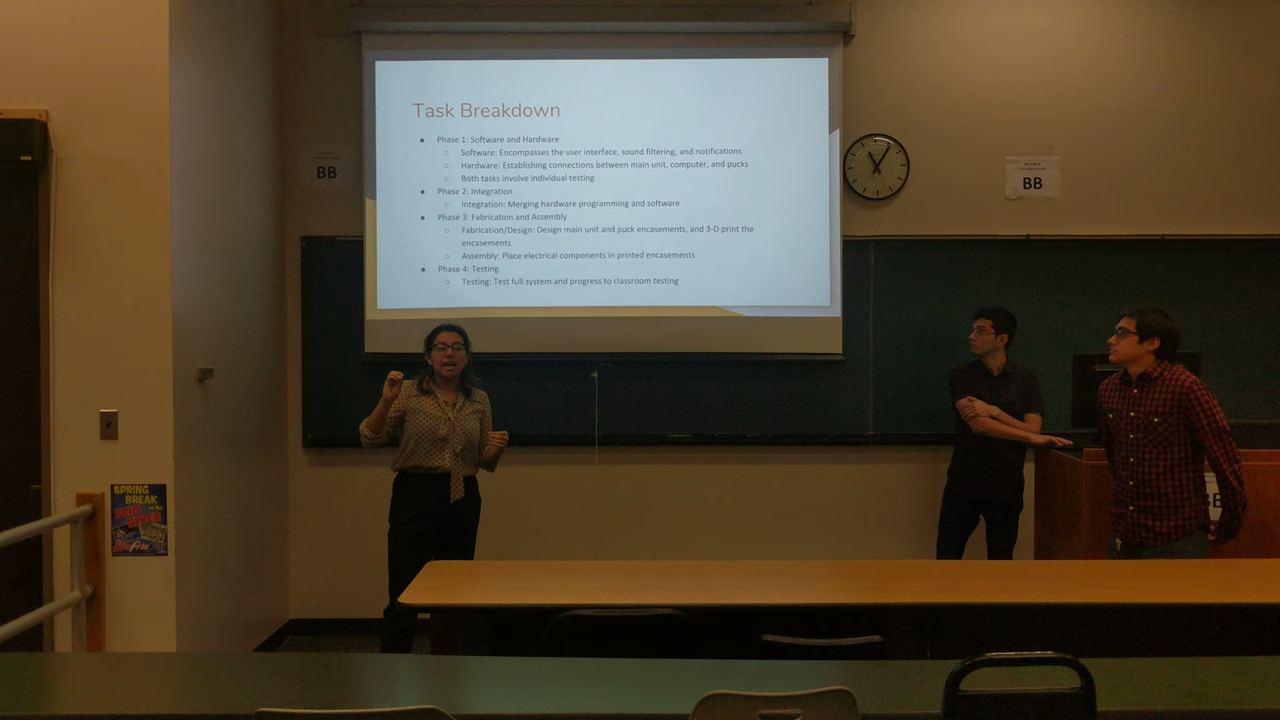 Task Breakdown
● Phase 1: Software and Hardware
○ Software: Encompasses the user interface, sound filtering, and notifications
○ Hardware: Establishing connections between main unit, computer, and pucks
○ Both tasks involve individual testing
● Phase 2: Integration
○ Integration: Merging hardware programming and software
● Phase 3: Fabrication and Assembly
○ Fabrication/Design: Design main unit and puck encasements, and 3-D print the
encasements
○ Assembly: Place electrical components in printed encasements
● Phase 4: Testing
○ Testing: Test full system and progress to classroom testing
BB
BB
SPRING
BREAK
BB